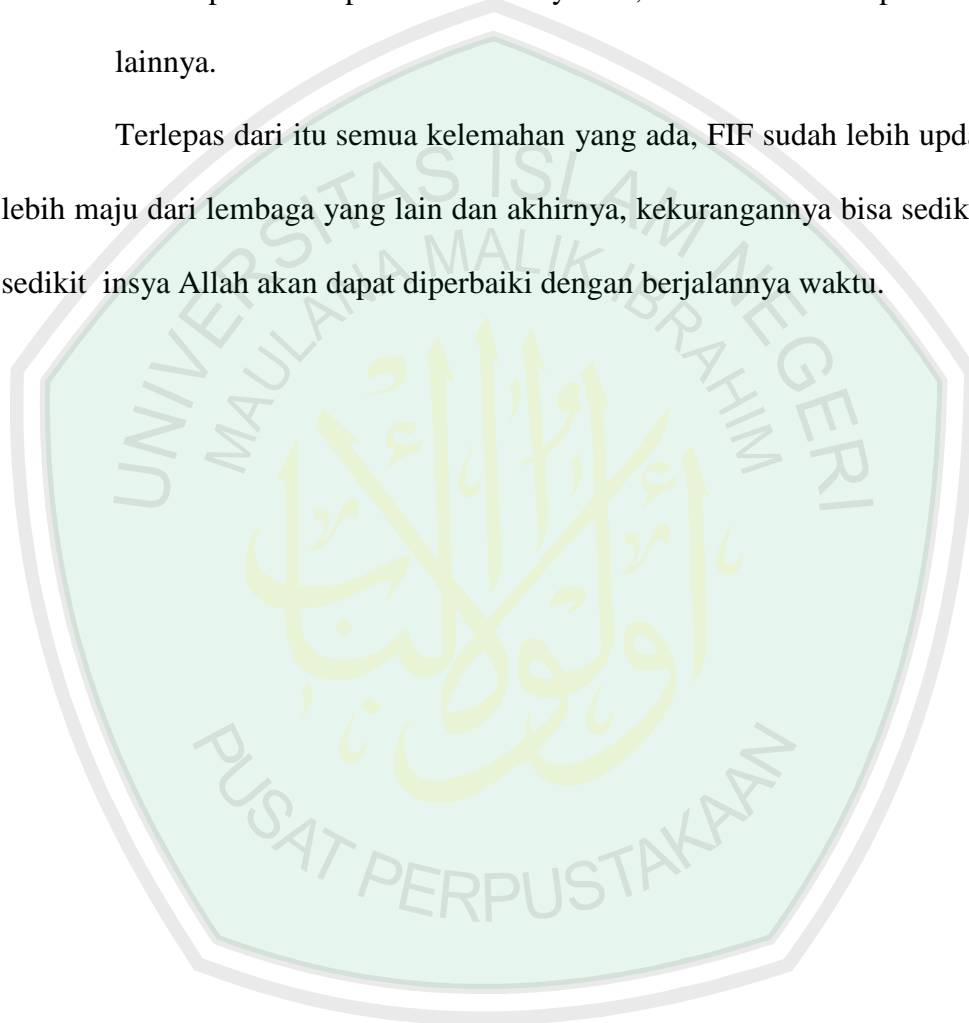 lainnya.
Terlepas dari itu semua kelemahan yang ada, FIF sudah lebih
lebih maju dari lembaga yang lain dan akhirnya, kekurangannya bisa
sedikit insya Allah akan dapat diperbaiki dengan berjalannya waktu.
UNIVERSITAS ISLAM NEGERI
MAULANA MALIK IBRAHIM
أولو الألباب
PUSAT PERPUSTAKAAN